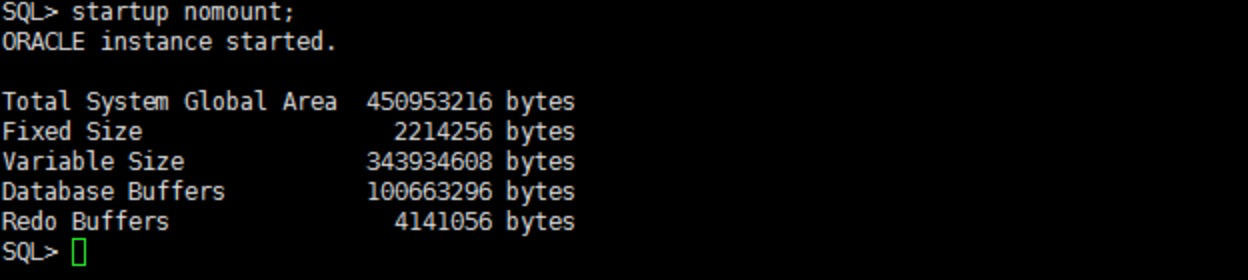 SQL> startup nomount;
ORACLE instance started.
Total System Global Area  450953216 bytes
Fixed Size                  2214256 bytes
Variable Size             343934608 bytes
Database Buffers          100663296 bytes
Redo Buffers                4141056 bytes
SQL>